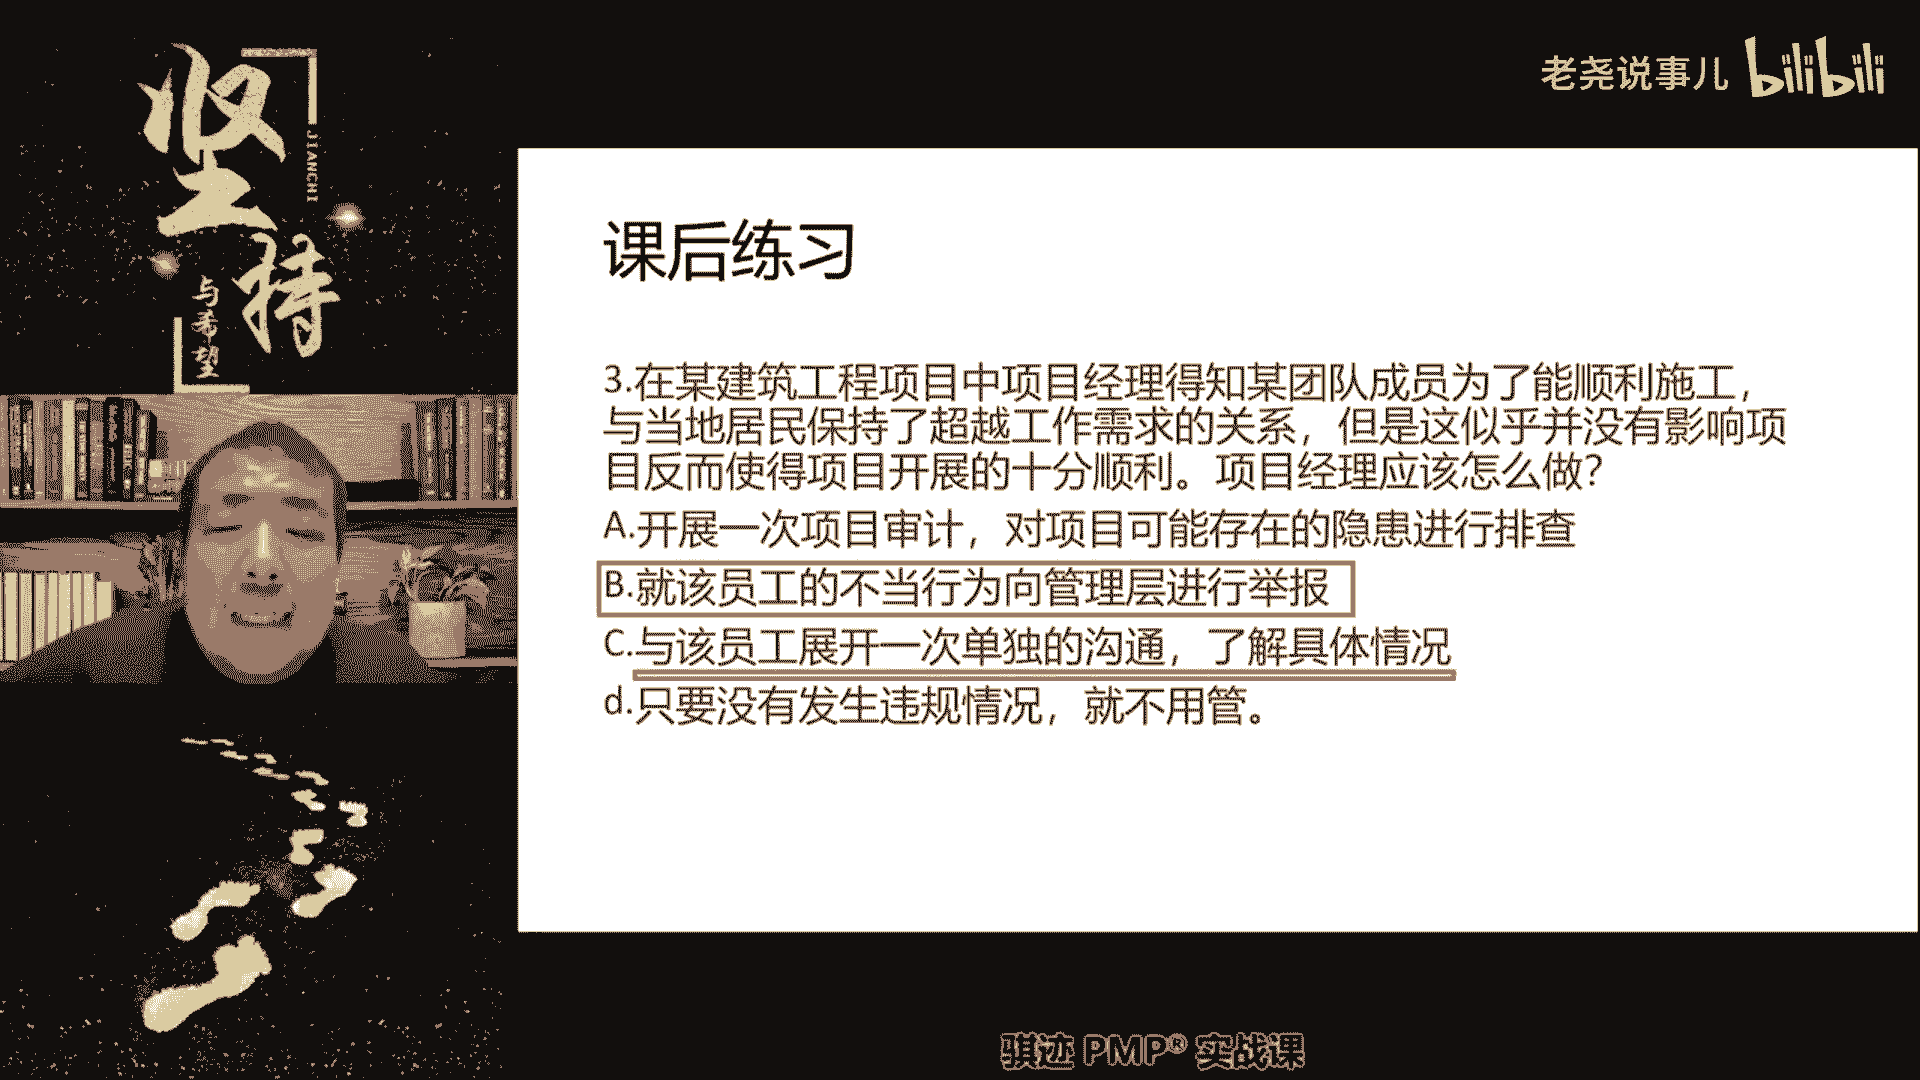 坚持
JIANCHI
与希望
老尧说事儿 bilibili
课后练习
3.在某建筑工程项目中项目经理得知某团队成员为了能顺利施工，
与当地居民保持了超越工作需求的关系，但是这似乎并没有影响项
目反而使得项目开展的十分顺利。项目经理应该怎么做？
A.开展一次项目审计，对项目可能存在的隐患进行排查
B.就该员工的不当行为向管理层进行举报
C.与该员工展开一次单独的沟通，了解具体情况
d.只要没有发生违规情况，就不用管。
骐迹 PMP® 实战课